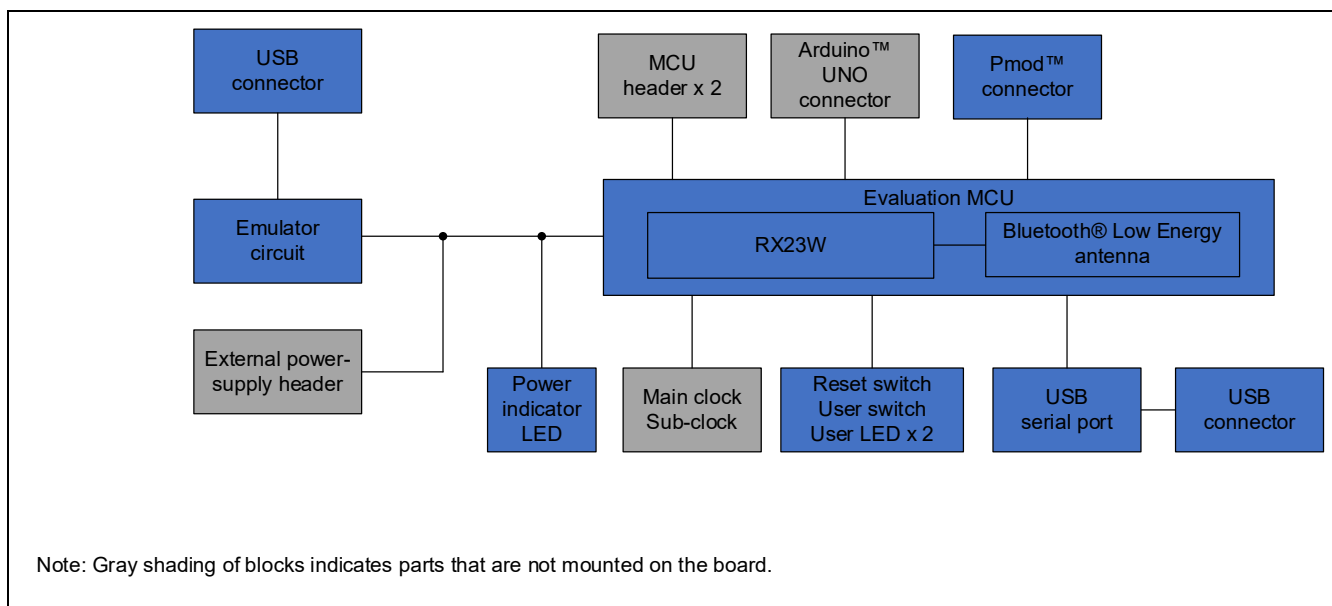 USB
connector
MCU
header x 2
Arduino™
UNO
connector
Pmod™
connector
Emulator
circuit
Evaluation MCU
RX23W
Bluetooth® Low Energy
antenna
External power-
supply header
Power
indicator
LED
Main clock
Sub-clock
Reset switch
User switch
User LED x 2
USB
serial port
USB
connector
Note: Gray shading of blocks indicates parts that are not mounted on the board.